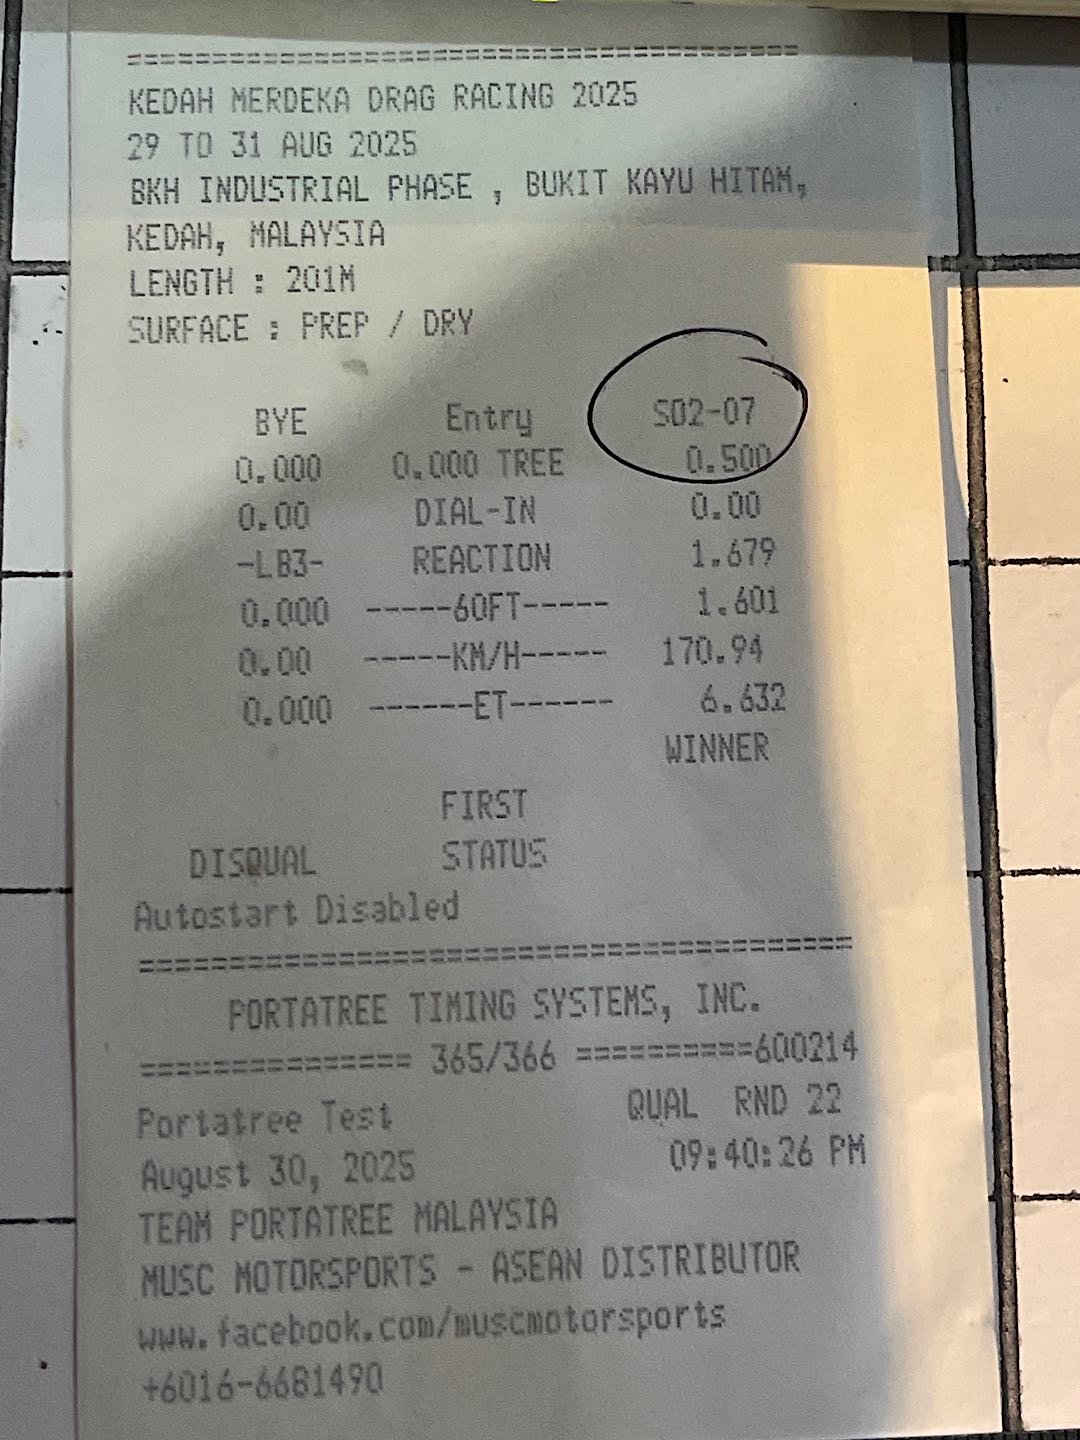 =====================================
KEDAH MERDEKA DRAG RACING 2025
29 TO 31 AUG 2025
BKH INDUSTRIAL PHASE , BUKIT KAYU HITAM,
KEDAH, MALAYSIA
LENGTH : 201M
SURFACE : PREP / DRY
BYE Entry S02-07
0.000 0.000 TREE 0.500
0.00 DIAL-IN 0.00
-LB3- REACTION 1.679
0.000 -----60FT----- 1.601
0.00 -----KM/H----- 170.94
0.000 ------ET------ 6.632
WINNER
FIRST
DISQUAL STATUS
Autostart Disabled
=======================================
PORTATREE TIMING SYSTEMS, INC.
=============== 365/366 ==========600214
Portatree Test QUAL RND 22
August 30, 2025 09:40:26 PM
TEAM PORTATREE MALAYSIA
MUSC MOTORSPORTS - ASEAN DISTRIBUTOR
www.facebook.com/muscmotorsports
+6016-6681490